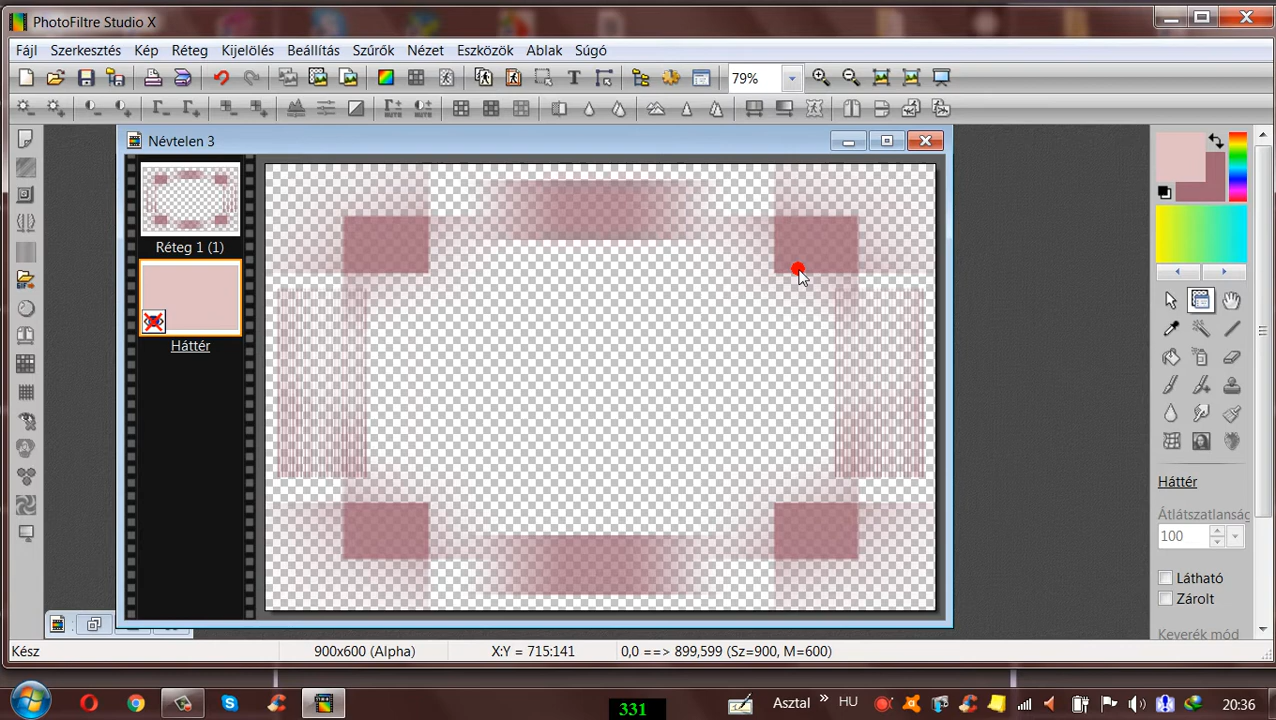 PhotoFiltre Studio X
Fájl Szerkesztés Kép Réteg Kijelölés Beállítás Szűrők Nézet Eszközök Ablak Súgó
79%
Névtelen 3
Réteg 1 (1)
Háttér
Háttér
Átlátszatlanság
100
Látható
Zárolt
Keverék mód
Kész 900x600 (Alpha) X:Y = 715:141 0,0 ==> 899,599 (Sz=900, M=600)
331 Asztal » HU 20:36